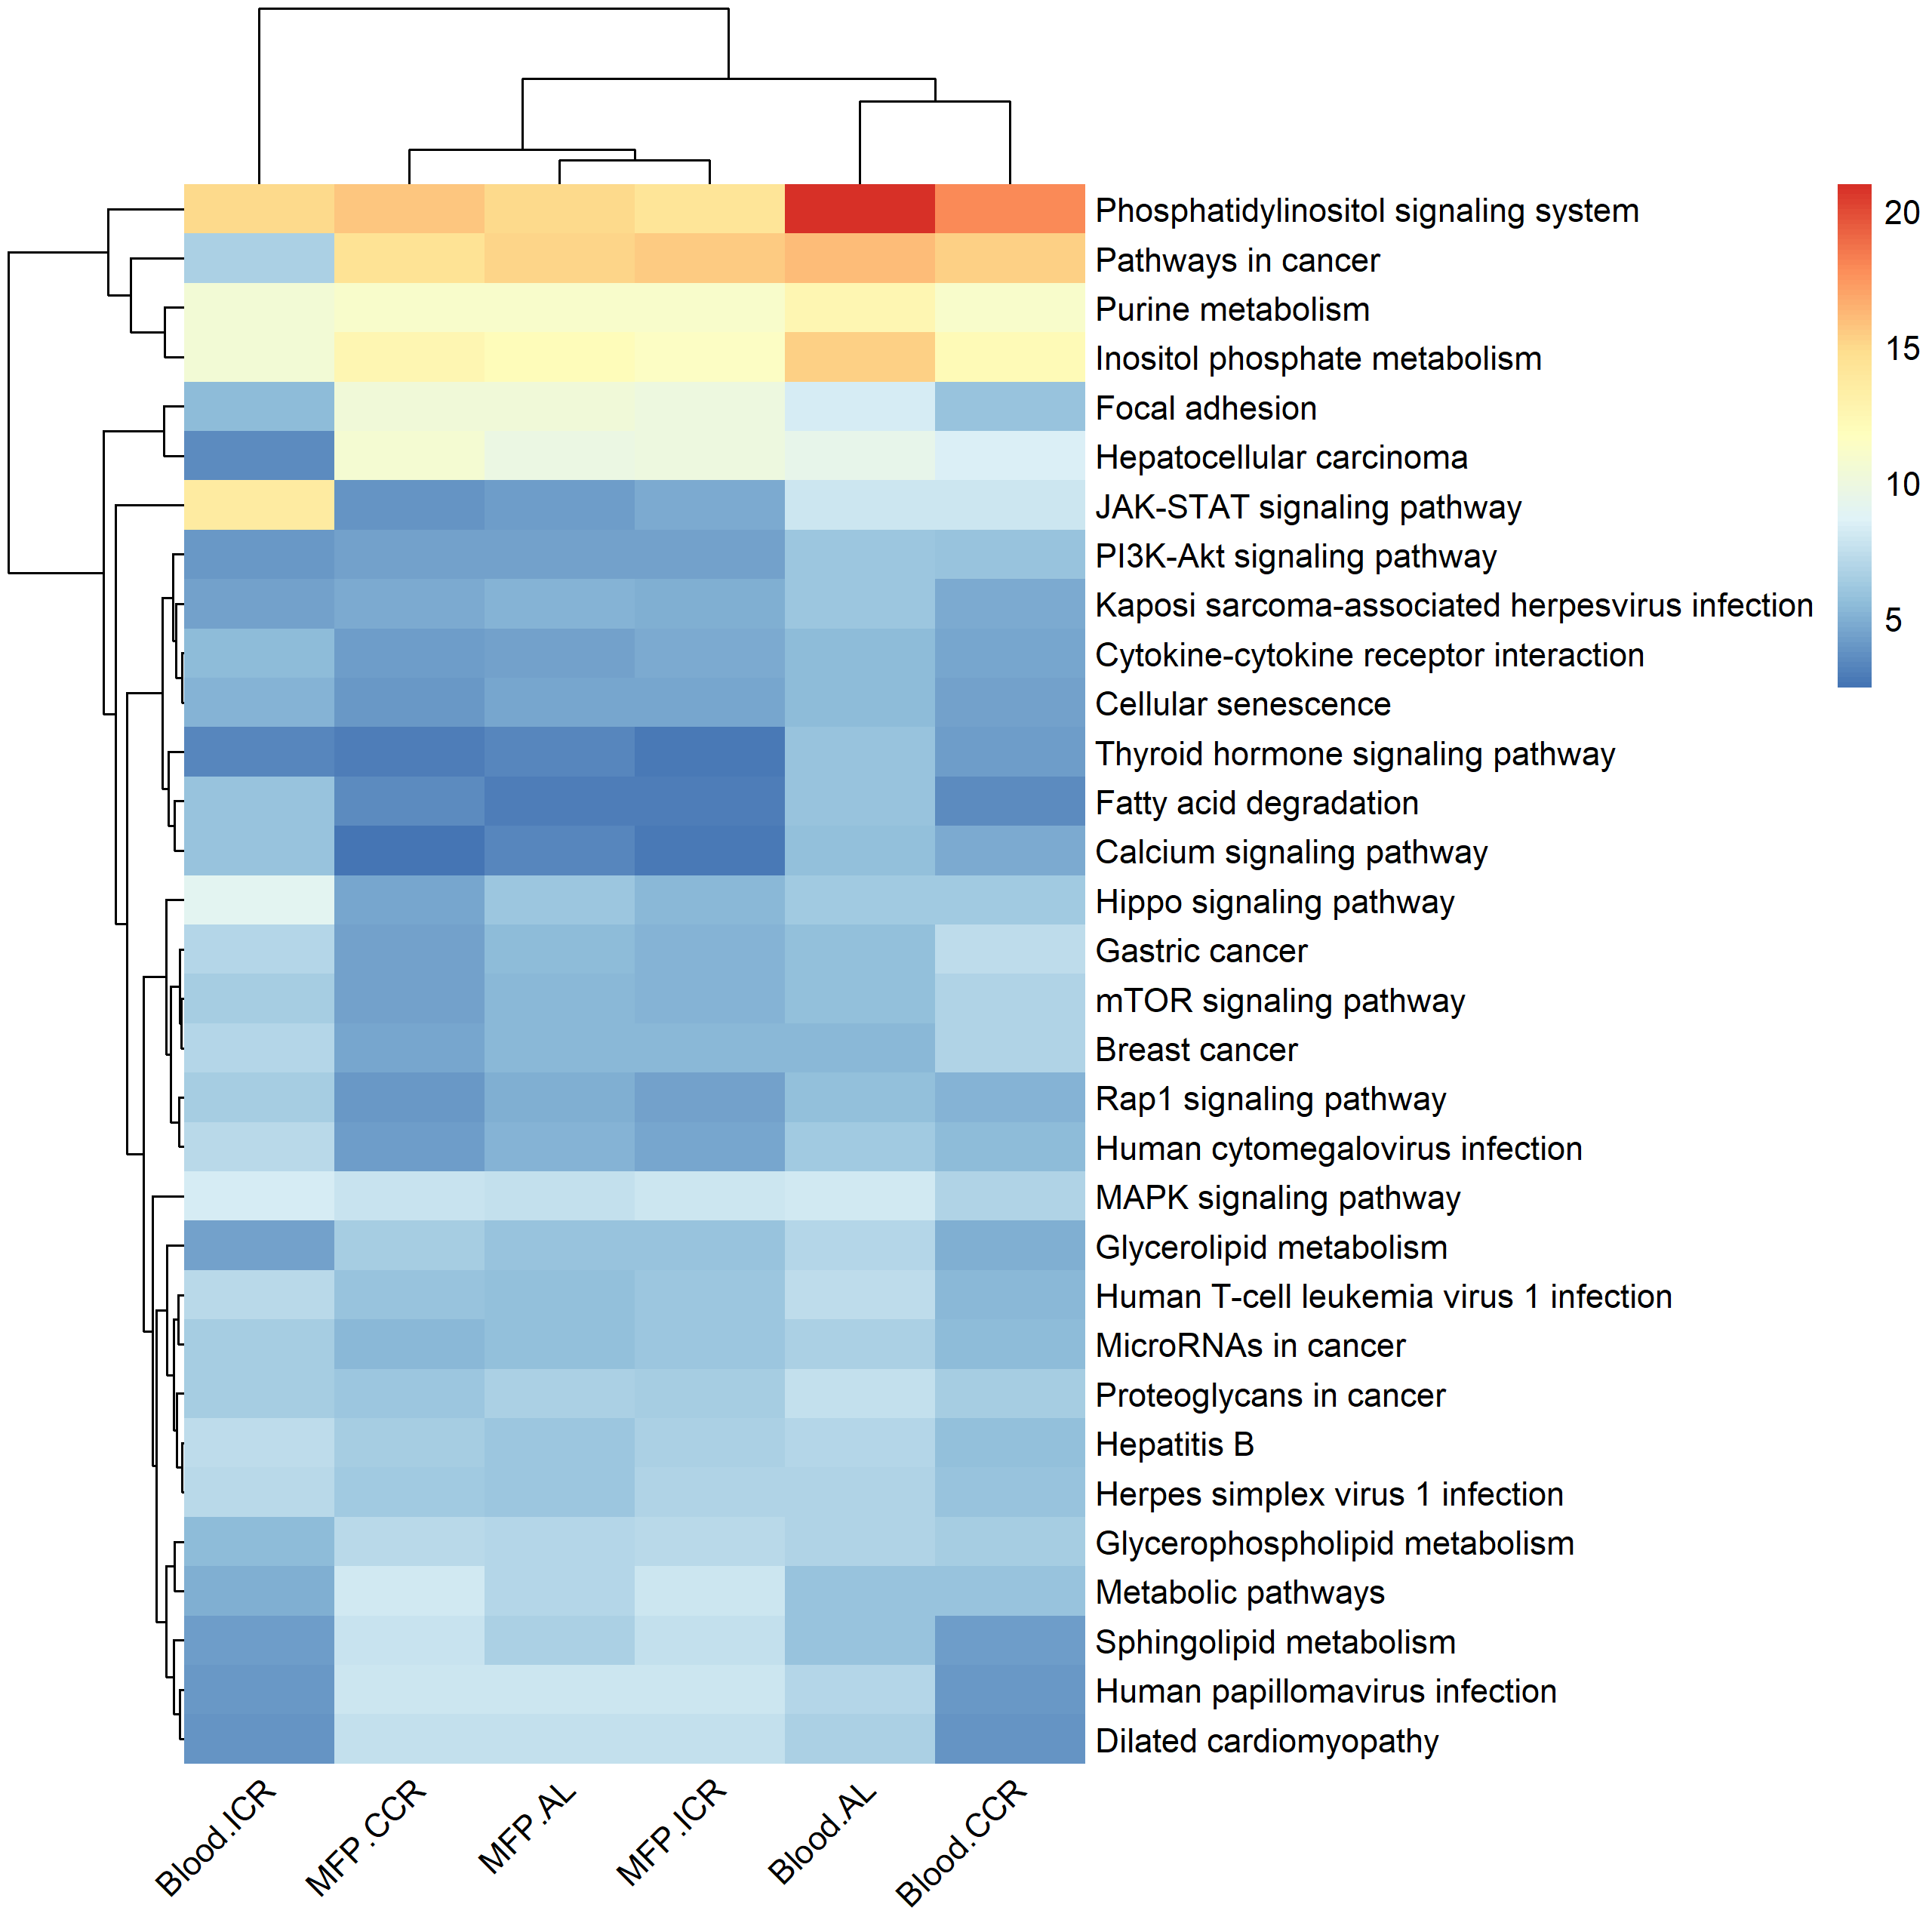 Phosphatidylinositol signaling system
Pathways in cancer
Purine metabolism
Inositol phosphate metabolism
Focal adhesion
Hepatocellular carcinoma
JAK-STAT signaling pathway
PI3K-Akt signaling pathway
Kaposi sarcoma-associated herpesvirus infection
Cytokine-cytokine receptor interaction
Cellular senescence
Thyroid hormone signaling pathway
Fatty acid degradation
Calcium signaling pathway
Hippo signaling pathway
Gastric cancer
mTOR signaling pathway
Breast cancer
Rap1 signaling pathway
Human cytomegalovirus infection
MAPK signaling pathway
Glycerolipid metabolism
Human T-cell leukemia virus 1 infection
MicroRNAs in cancer
Proteoglycans in cancer
Hepatitis B
Herpes simplex virus 1 infection
Glycerophospholipid metabolism
Metabolic pathways
Sphingolipid metabolism
Human papillomavirus infection
Dilated cardiomyopathy
20
15
10
5
Blood.ICR
MFP.CCR
MFP.AL
MFP.ICR
Blood.AL
Blood.CCR